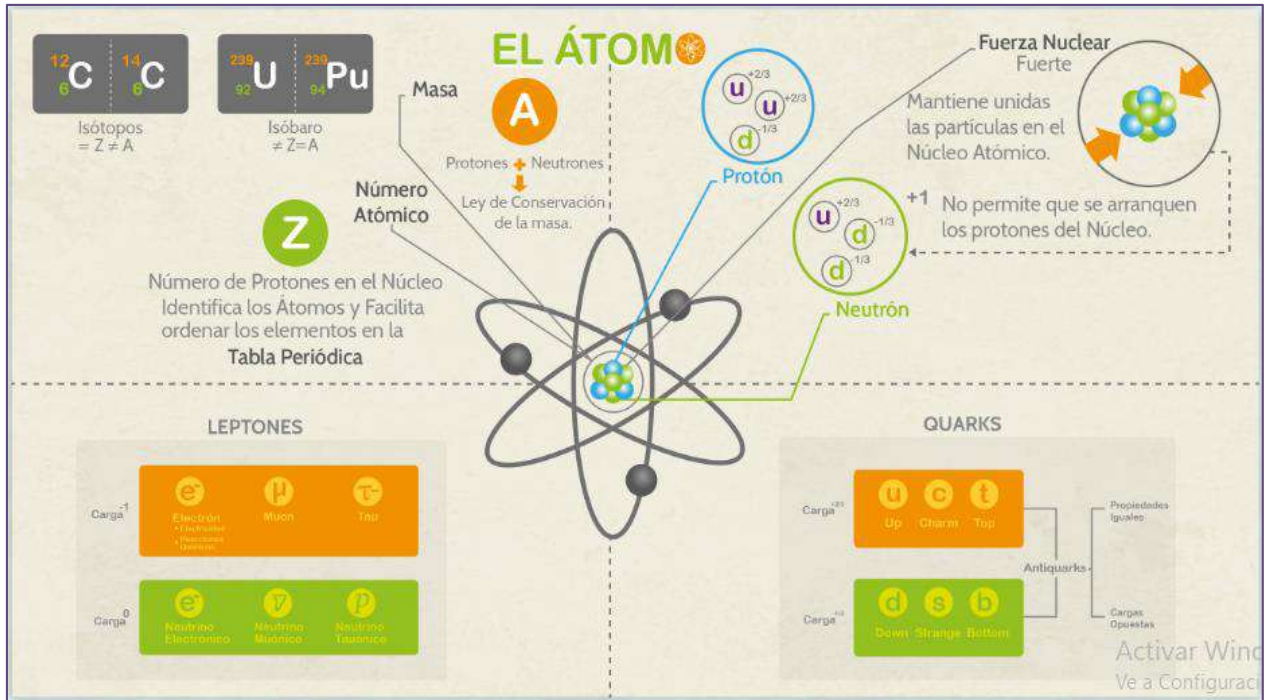 EL ÁTOMO
12
6
C
14
6
C
Isótopos
= Z ≠ A
239
92
U
239
94
Pu
Isóbaro
≠ Z=A
Masa
A
Protones + Neutrones
Ley de Conservación
de la masa.
Número
Atómico
Z
Número de Protones en el Núcleo
Identifica los Átomos y Facilita
ordenar los elementos en la
Tabla Periódica
u +2/3
u +2/3
d -1/3
Protón
u +2/3
d -1/3
d -1/3
Neutrón
Fuerza Nuclear
Fuerte
Mantiene unidas
las partículas en el
Núcleo Atómico.
+1 No permite que se arranquen
los protones del Núcleo.
LEPTONES
Carga -1
e- μ τ-
Electrón Muon Tau
• Electricidad
• Reacciones
Carga 0
e- ν
Neutrino Neutrino Neutrino
Electronico Muónico Tauonico
QUARKS
Carga
u c t
Up Charm Top
Carga
d s b
Down Strange Bottom
Antiquarks
Propiedades
Iguales
Cargas
Opuestas
Activar Wind
Ve a Configuraci